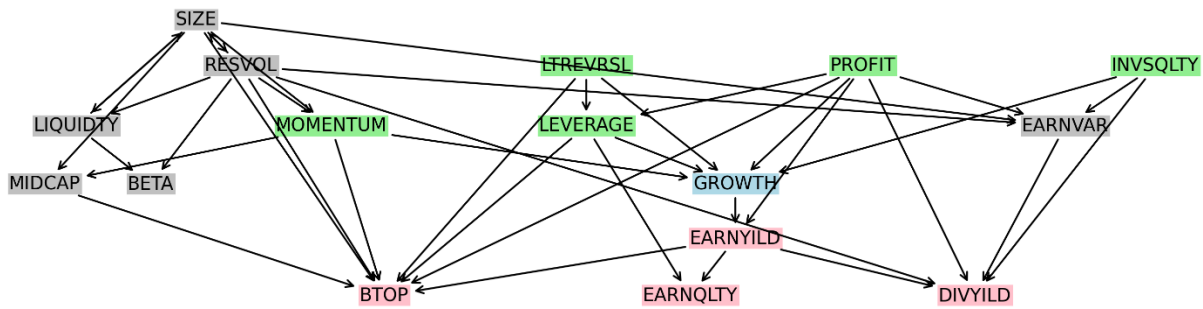 SIZE
RESVOL
LTREVRSL
PROFIT
INVSQLTY
LIQUIDTY
MOMENTUM
LEVERAGE
EARNVAR
MIDCAP
BETA
GROWTH
EARNYILD
BTOP
EARNQLTY
DIVYILD